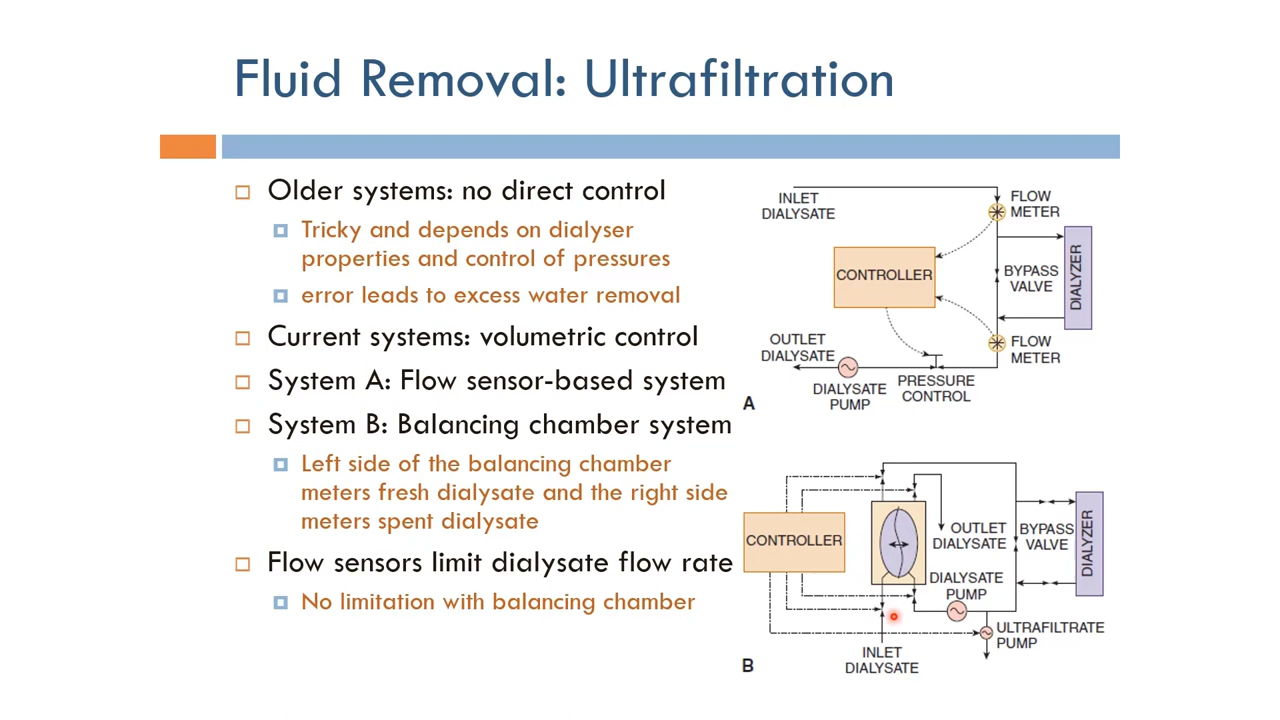 Fluid Removal: Ultrafiltration
Older systems: no direct control
Tricky and depends on dialyser
properties and control of pressures
error leads to excess water removal
Current systems: volumetric control
System A: Flow sensor-based system
System B: Balancing chamber system
Left side of the balancing chamber
meters fresh dialysate and the right side
meters spent dialysate
Flow sensors limit dialysate flow rate
No limitation with balancing chamber
INLET
DIALYSATE
FLOW
METER
CONTROLLER
BYPASS
VALVE
DIALYZER
OUTLET
DIALYSATE
FLOW
METER
DIALYSATE
PUMP
PRESSURE
CONTROL
A
CONTROLLER
OUTLET
DIALYSATE
BYPASS
VALVE
DIALYZER
DIALYSATE
PUMP
ULTRAFILTRATE
PUMP
INLET
DIALYSATE
B